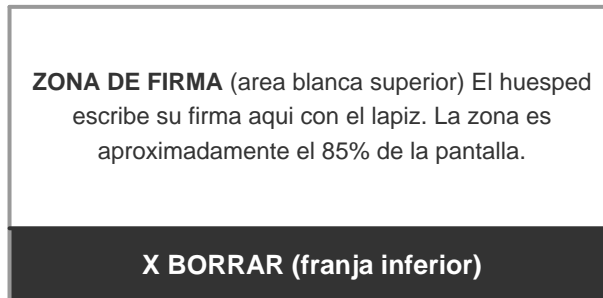 ZONA DE FIRMA (area blanca superior) El huesped
escribe su firma aqui con el lapiz. La zona es
aproximadamente el 85% de la pantalla.
X BORRAR (franja inferior)